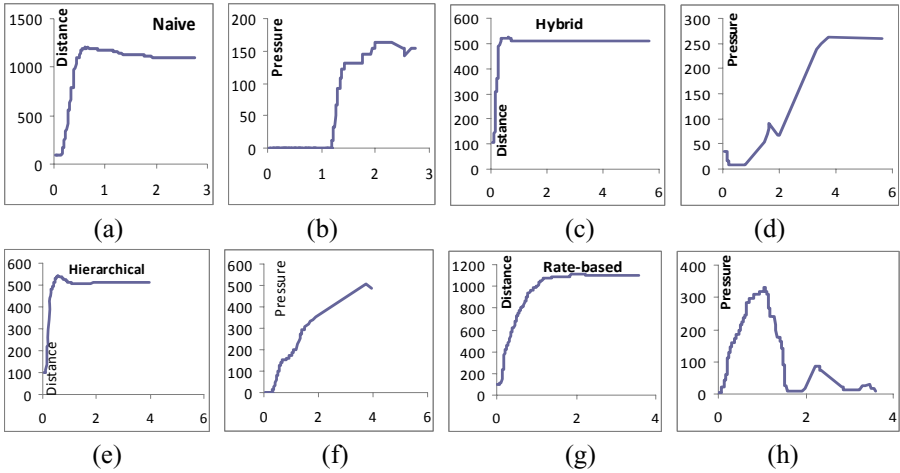 Distance
Naive
1500
1000
500
0
0 1 2 3
(a)
Pressure
200
150
100
50
0
0 1 2 3
(b)
Hybrid
Distance
600
500
400
300
200
100
0
0 2 4 6
(c)
Pressure
300
250
200
150
100
50
0
0 2 4 6
(d)
Hierarchical
Distance
600
500
400
300
200
100
0
0 2 4 6
(e)
Pressure
600
500
400
300
200
100
0
0 2 4 6
(f)
Distance
Rate-based
1200
1000
800
600
400
200
0
0 2 4
(g)
Pressure
400
300
200
100
0
0 2 4
(h)